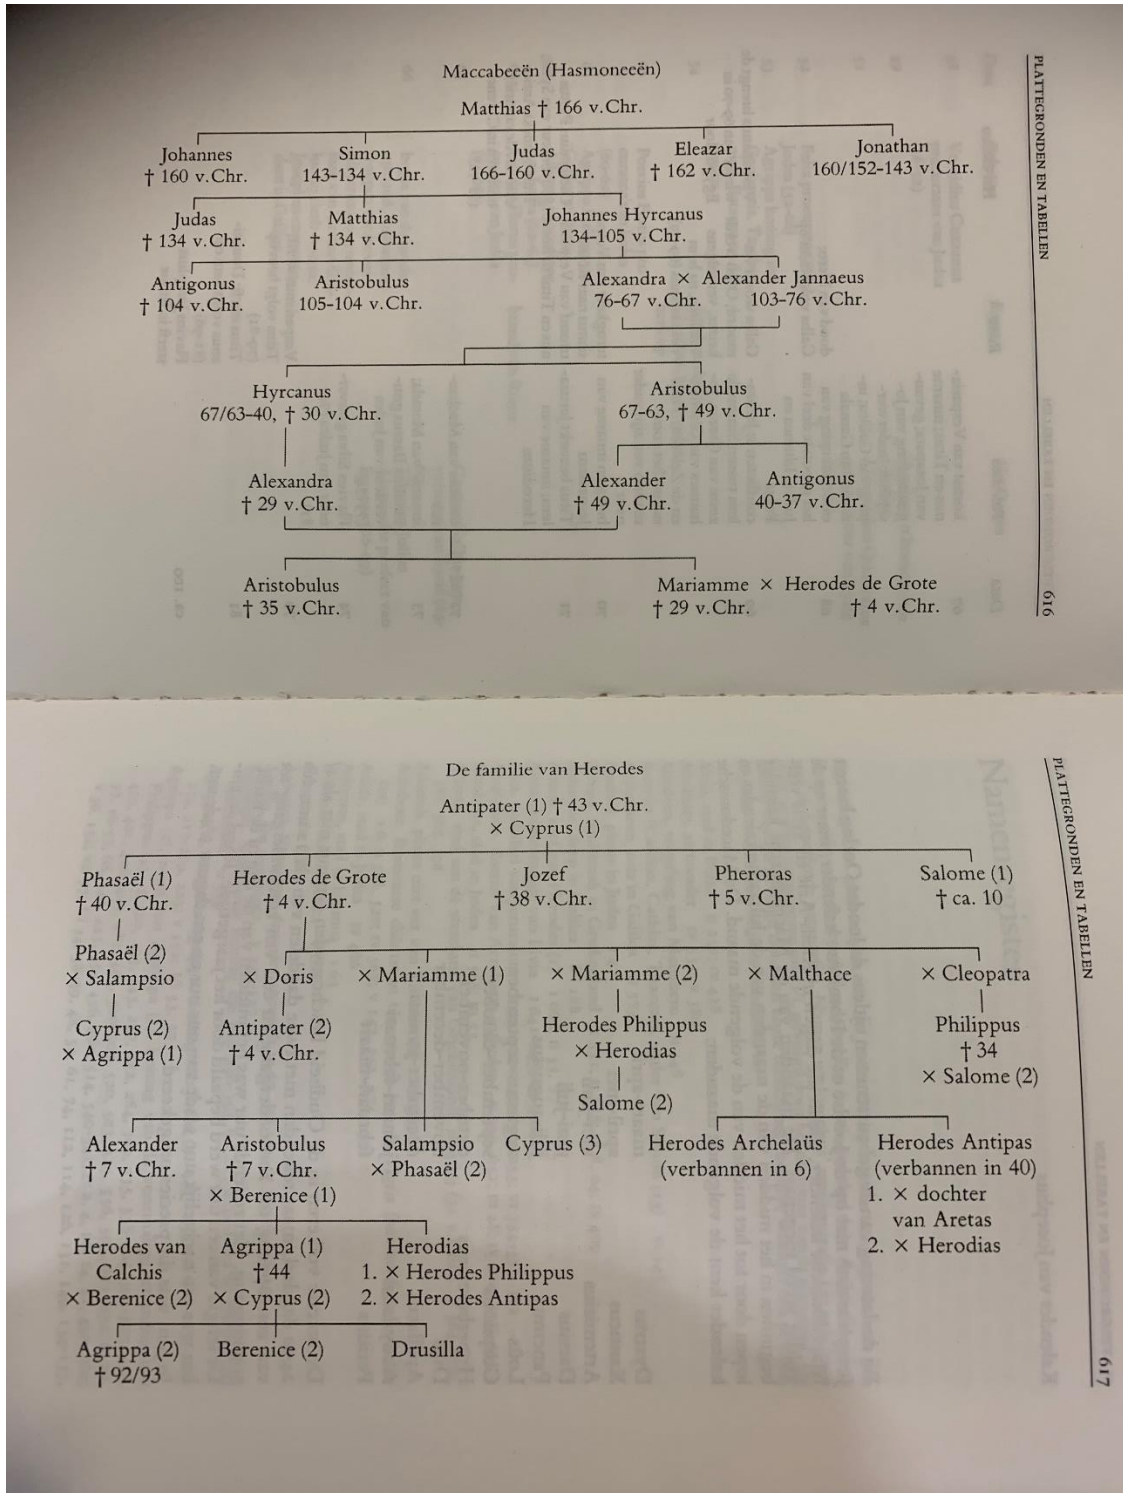 PLATTEGRONDEN EN TABELLEN
616
Maccabeeën (Hasmoneeën)
Matthias † 166 v.Chr.
Johannes Simon Judas Eleazar Jonathan
† 160 v.Chr. 143-134 v.Chr. 166-160 v.Chr. † 162 v.Chr. 160/152-143 v.Chr.
Judas Matthias Johannes Hyrcanus
† 134 v.Chr. † 134 v.Chr. 134-105 v.Chr.
Antigonus Aristobulus Alexandra × Alexander Jannaeus
† 104 v.Chr. 105-104 v.Chr. 76-67 v.Chr. 103-76 v.Chr.
Hyrcanus Aristobulus
67/63-40, † 30 v.Chr. 67-63, † 49 v.Chr.
Alexandra Alexander Antigonus
† 29 v.Chr. † 49 v.Chr. 40-37 v.Chr.
Aristobulus Mariamme × Herodes de Grote
† 35 v.Chr. † 29 v.Chr. † 4 v.Chr.
PLATTEGRONDEN EN TABELLEN
617
De familie van Herodes
Antipater (1) † 43 v.Chr.
× Cyprus (1)
Phasaël (1) Herodes de Grote Jozef Pheroras Salome (1)
† 40 v.Chr. † 4 v.Chr. † 38 v.Chr. † 5 v.Chr. † ca. 10
Phasaël (2)
× Salampsio × Doris × Mariamme (1) × Mariamme (2) × Malthace × Cleopatra
Cyprus (2) Antipater (2) Herodes Philippus Philippus
× Agrippa (1) † 4 v.Chr. × Herodias † 34
× Salome (2)
Salome (2)
Alexander Aristobulus Salampsio Cyprus (3) Herodes Archelaüs Herodes Antipas
† 7 v.Chr. † 7 v.Chr. × Phasaël (2) (verbannen in 6) (verbannen in 40)
× Berenice (1) 1. × dochter
van Aretas
Herodes van Agrippa (1) Herodias 2. × Herodias
Calchis † 44 1. × Herodes Philippus
× Berenice (2) × Cyprus (2) 2. × Herodes Antipas
Agrippa (2) Berenice (2) Drusilla
† 92/93